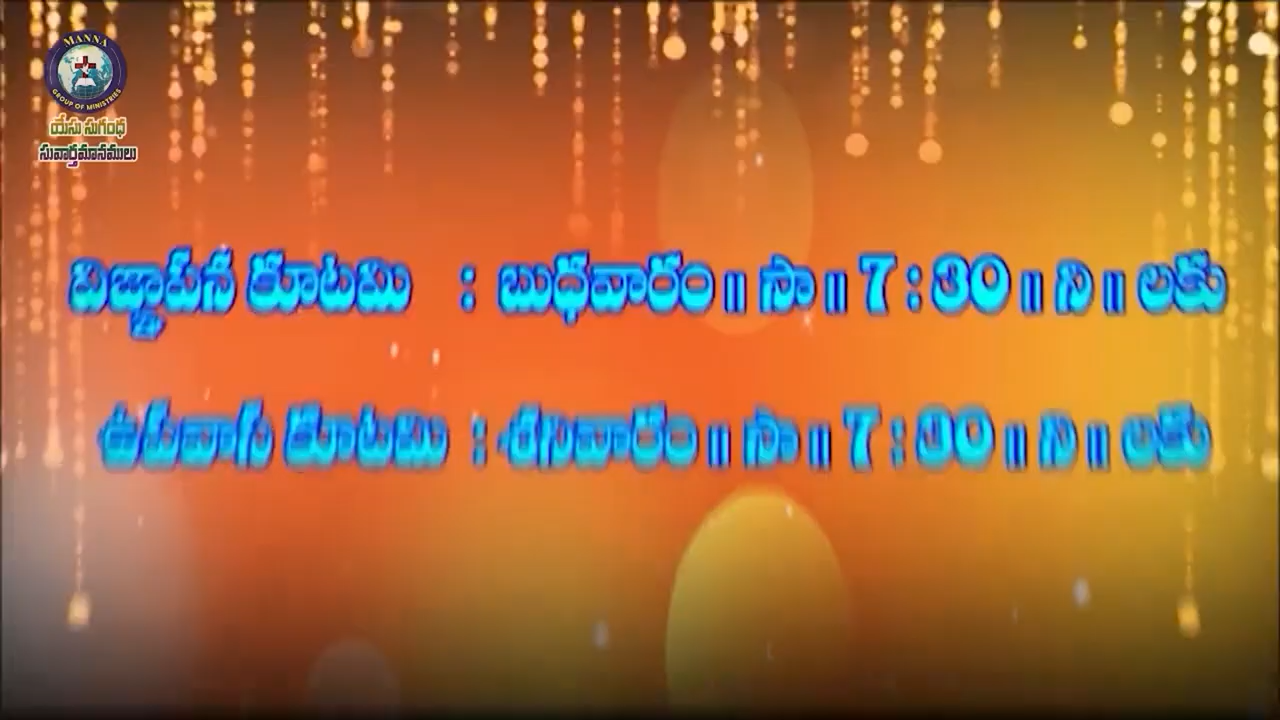 MANNA
GROUP OF MINISTRIES
యేసు సుగంధ
సువార్తమానములు
విజ్ఞాపన కూటమి : బుధవారం॥ సా॥ 7:30॥ ని॥ లకు
ఉపవాస కూటమి : శనివారం॥ సా॥ 7:30॥ ని॥ లకు